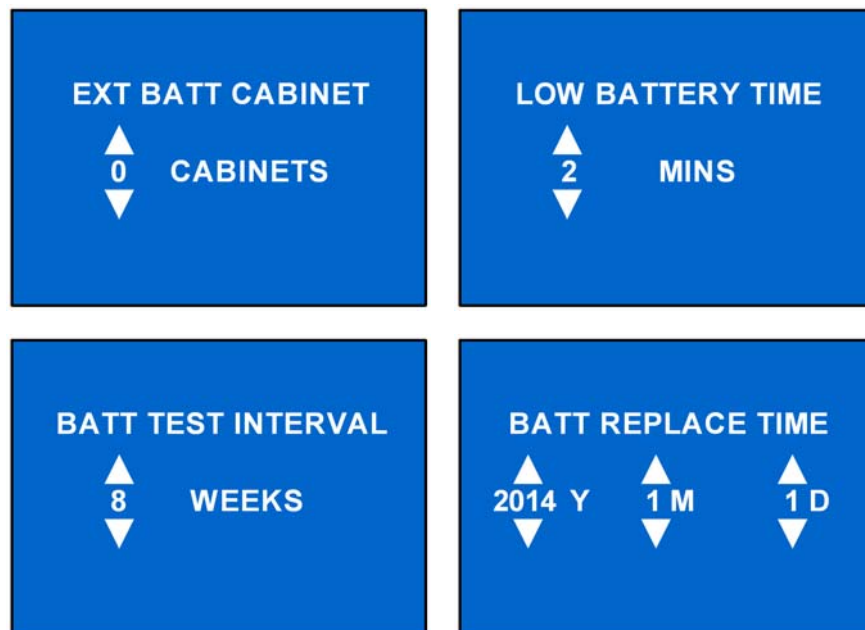 EXT BATT CABINET
0 CABINETS
LOW BATTERY TIME
2 MINS
BATT TEST INTERVAL
8 WEEKS
BATT REPLACE TIME
2014 Y 1 M 1 D